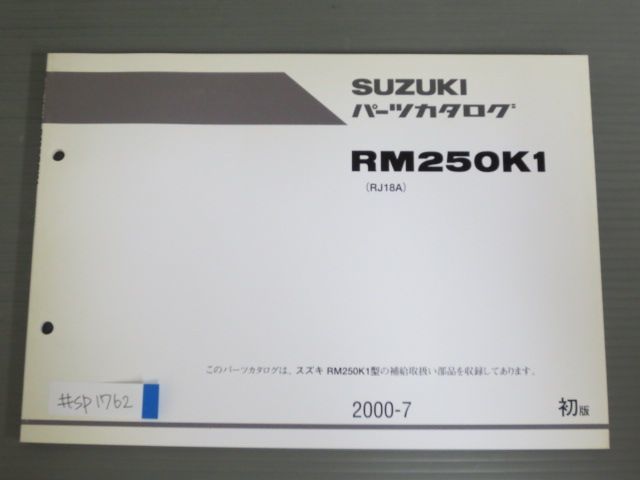 SUZUKI
パーツカタログ
RM250K1
(RJ18A)
このパーツカタログは、スズキ RM250K1型の補給取扱い部品を収録してあります。
#SP1762
2000-7
初版